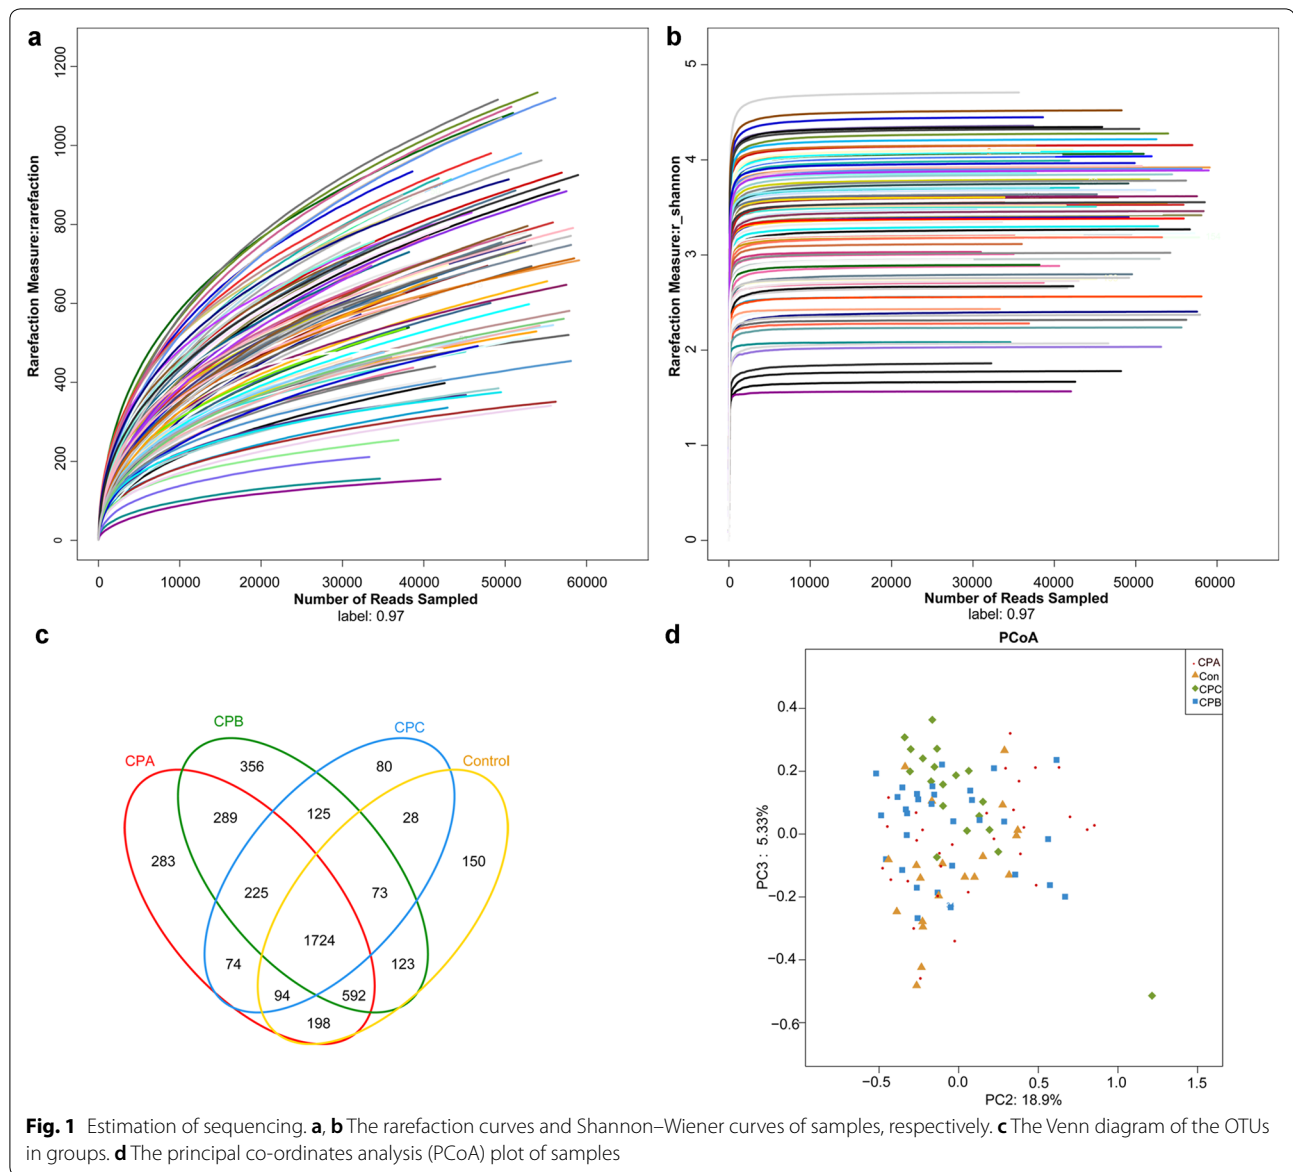 a
Rarefaction Measure:rarefaction
1200
1000
800
600
400
200
0
0 10000 20000 30000 40000 50000 60000
Number of Reads Sampled
label: 0.97
b
Rarefaction Measure:r_shannon
5
4
3
2
1
0
0 10000 20000 30000 40000 50000 60000
Number of Reads Sampled
label: 0.97
c
CPB
CPC
CPA
Control
356
80
289
125
28
283
150
225
73
1724
74
123
94
592
198
d
PCoA
CPA
Con
CPC
CPB
PC3 : 5.33%
0.4
0.2
0.0
−0.2
−0.4
−0.6
−0.5 0.0 0.5 1.0 1.5
PC2: 18.9%
Fig. 1 Estimation of sequencing. a, b The rarefaction curves and Shannon–Wiener curves of samples, respectively. c The Venn diagram of the OTUs
in groups. d The principal co-ordinates analysis (PCoA) plot of samples